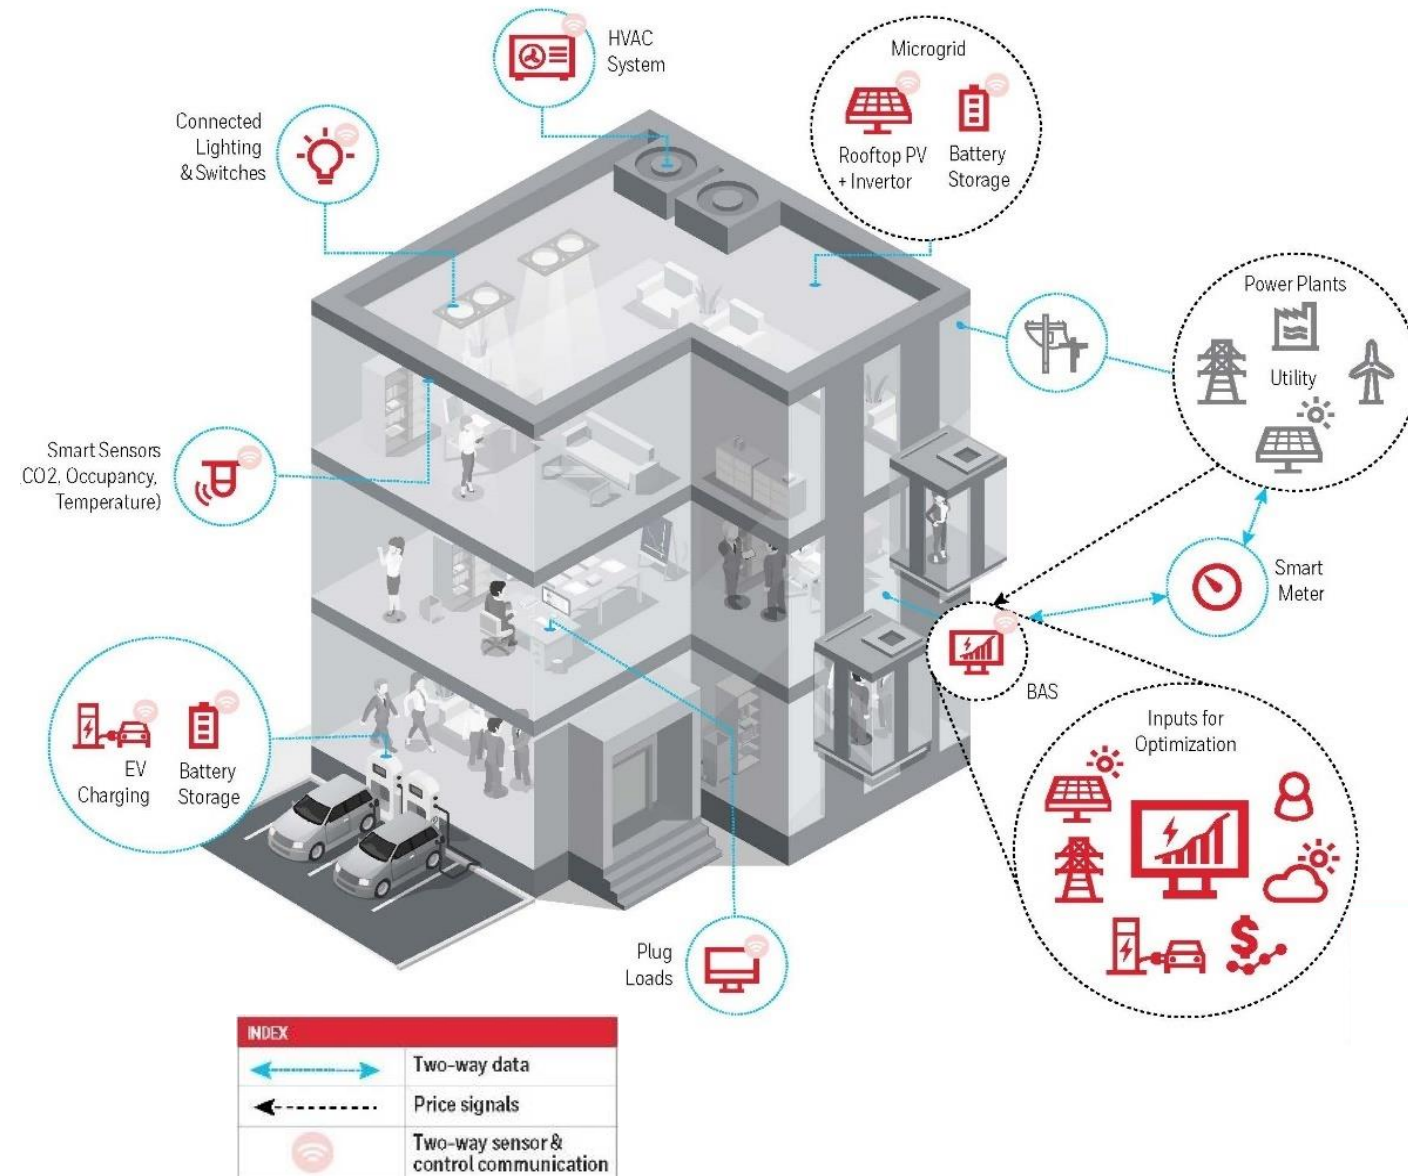 HVAC
System
Microgrid
Rooftop PV
+ Invertor
Battery
Storage
Connected
Lighting
& Switches
Power Plants
Utility
Smart Sensors
CO2, Occupancy,
Temperature)
Smart
Meter
BAS
Inputs for
Optimization
EV
Charging
Battery
Storage
Plug
Loads
INDEX
Two-way data
Price signals
Two-way sensor &
control communication